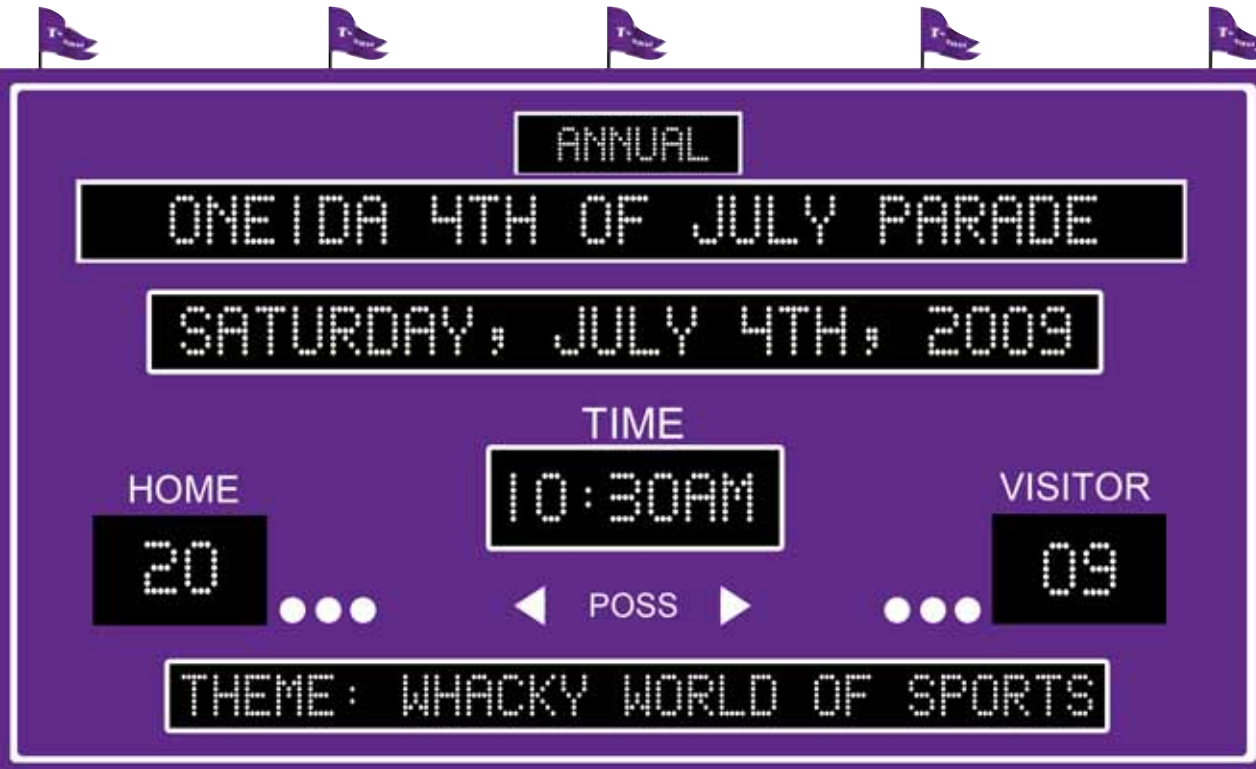 ANNUAL
ONEIDA 4TH OF JULY PARADE
SATURDAY, JULY 4TH, 2009
TIME
10:30AM
HOME
20
VISITOR
09
POSS
THEME: WHACKY WORLD OF SPORTS